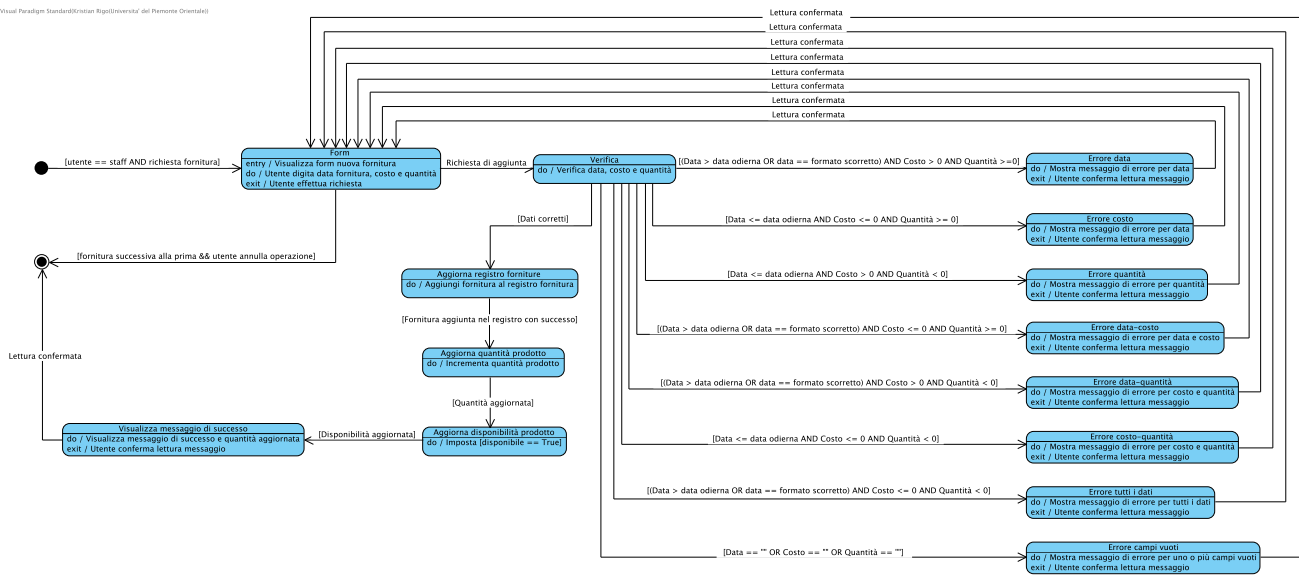 Visual Paradigm Standard(Kristian Rigo(Universita' del Piemonte Orientale))
Lettura confermata
Lettura confermata
Lettura confermata
Lettura confermata
Lettura confermata
Lettura confermata
Lettura confermata
Lettura confermata
[utente == staff AND richiesta fornitura]
Form
entry / Visualizza form nuova fornitura
do / Utente digita data fornitura, costo e quantità
exit / Utente effettua richiesta
Richiesta di aggiunta
Verifica
do / Verifica data, costo e quantità
[(Data > data odierna OR data == formato scorretto) AND Costo > 0 AND Quantità >=0]
Errore data
do / Mostra messaggio di errore per data
exit / Utente conferma lettura messaggio
[Dati corretti]
[Data <= data odierna AND Costo <= 0 AND Quantità >= 0]
Errore costo
do / Mostra messaggio di errore per data
exit / Utente conferma lettura messaggio
[fornitura successiva alla prima && utente annulla operazione]
Aggiorna registro forniture
do / Aggiungi fornitura al registro fornitura
[Data <= data odierna AND Costo > 0 AND Quantità < 0]
Errore quantità
do / Mostra messaggio di errore per quantità
exit / Utente conferma lettura messaggio
[Fornitura aggiunta nel registro con successo]
[(Data > data odierna OR data == formato scorretto) AND Costo <= 0 AND Quantità >= 0]
Errore data-costo
do / Mostra messaggio di errore per data e costo
exit / Utente conferma lettura messaggio
Lettura confermata
Aggiorna quantità prodotto
do / Incrementa quantità prodotto
[(Data > data odierna OR data == formato scorretto) AND Costo > 0 AND Quantità < 0]
Errore data-quantità
do / Mostra messaggio di errore per costo e quantità
exit / Utente conferma lettura messaggio
[Quantità aggiornata]
Visualizza messaggio di successo
do / Visualizza messaggio di successo e quantità aggiornata
exit / Utente conferma lettura messaggio
[Disponibilità aggiornata]
Aggiorna disponibilità prodotto
do / Imposta [disponibile == True]
[Data <= data odierna AND Costo <= 0 AND Quantità < 0]
Errore costo-quantità
do / Mostra messaggio di errore per costo e quantità
exit / Utente conferma lettura messaggio
[(Data > data odierna OR data == formato scorretto) AND Costo <= 0 AND Quantità < 0]
Errore tutti i dati
do / Mostra messaggio di errore per tutti i dati
exit / Utente conferma lettura messaggio
[Data == "" OR Costo == "" OR Quantità == ""]
Errore campi vuoti
do / Mostra messaggio di errore per uno o più campi vuoti
exit / Utente conferma lettura messaggio